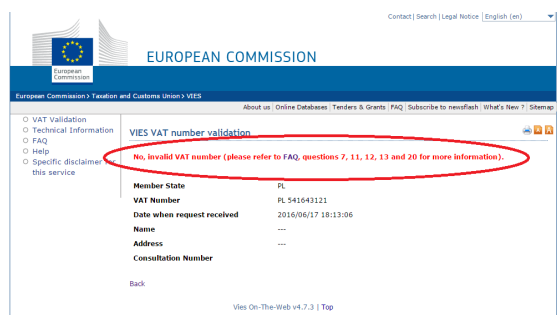 Contact | Search | Legal Notice | English (en)
EUROPEAN COMMISSION
European
Commission
European Commission > Taxation and Customs Union > VIES
About us | Online Databases | Tenders & Grants | FAQ | Subscribe to newsflash | What's New ? | Sitemap
VAT Validation
Technical Information
FAQ
Help
Specific disclaimer for
this service
VIES VAT number validation
A A
No, invalid VAT number (please refer to FAQ, questions 7, 11, 12, 13 and 20 for more information).
Member State PL
VAT Number PL 541643121
Date when request received 2016/06/17 18:13:06
Name ---
Address ---
Consultation Number
Back
Vies On-The-Web v4.7.3 | Top